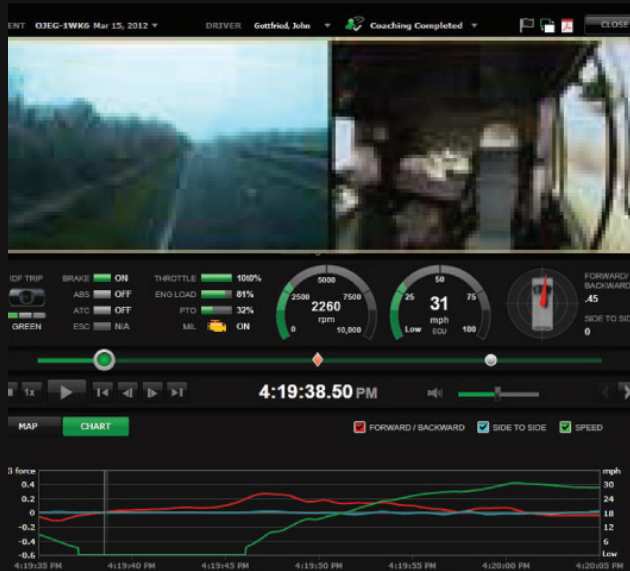 ENT OJEG-1WK6 Mar 15, 2012 DRIVER Gottfried, John Coaching Completed CLOSE
OF TRIP
GREEN
BRAKE ON
ABS OFF
ATC OFF
ESC N/A
THROTTLE 100%
ENG LOAD 81%
PTO 32%
MIL ON
5000
2500 7500
2260
rpm
0 10,000
50
25 75
31
mph
Low ECU 100
FORWARD/
BACKWARD
.45
SIDE TO SID
0
1x 4:19:38.50 PM
MAP CHART FORWARD / BACKWARD SIDE TO SIDE SPEED
G force mph
0.4 30
0.2 24
0 18
-0.2 12
-0.4 6
-0.6 Low
4:19:35 PM 4:19:40 PM 4:19:45 PM 4:19:50 PM 4:19:55 PM 4:20:00 PM 4:20:05 PM